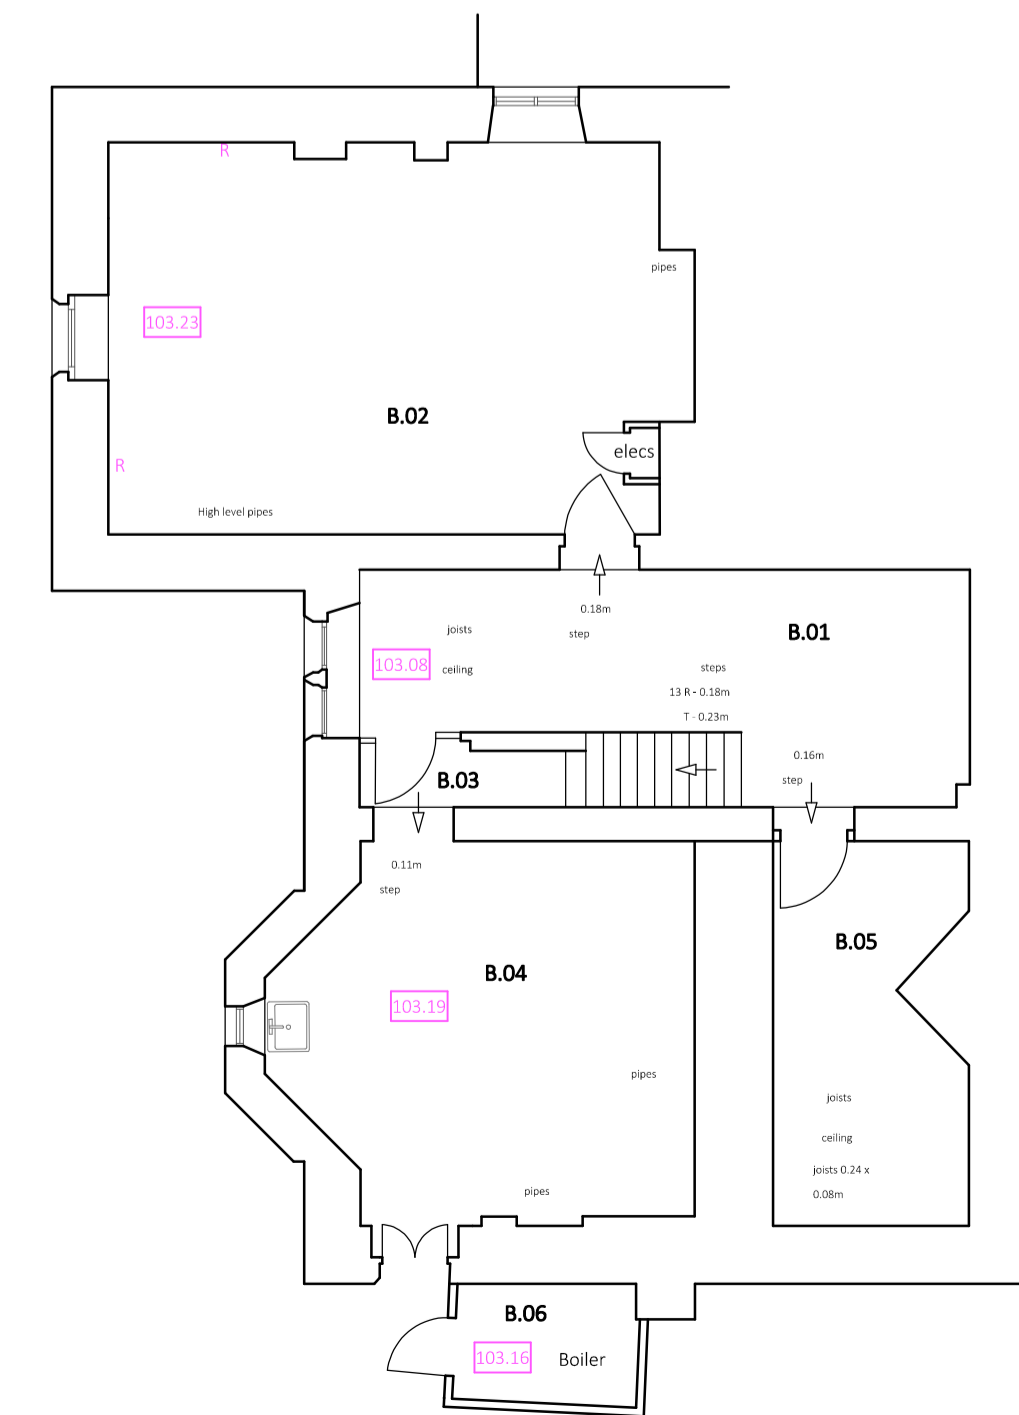 R
pipes
103.23
B.02
elecs
R
High level pipes
0.18m
step
joists
ceiling
103.08
B.01
steps
13 R - 0.18m
T - 0.23m
0.16m
step
B.03
0.11m
step
B.04
103.19
B.05
pipes
joists
ceiling
joists 0.24 x
0.08m
pipes
B.06
103.16
Boiler